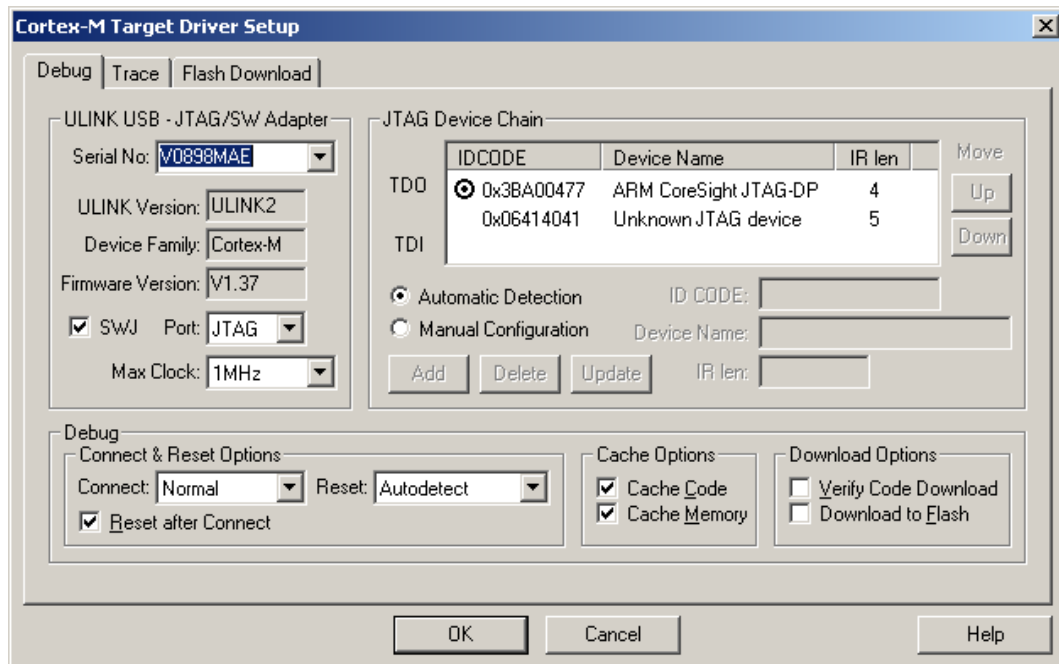 Cortex-M Target Driver Setup
Debug Trace Flash Download
ULINK USB - JTAG/SW Adapter
Serial No: V0898MAE
ULINK Version: ULINK2
Device Family: Cortex-M
Firmware Version: V1.37
SWJ Port: JTAG
Max Clock: 1MHz
JTAG Device Chain
IDCODE Device Name IR len
TDO 0x3BA00477 ARM CoreSight JTAG-DP 4
0x06414041 Unknown JTAG device 5
TDI
Move
Up
Down
Automatic Detection ID CODE:
Manual Configuration Device Name:
Add Delete Update IR len:
Debug
Connect & Reset Options
Connect: Normal Reset: Autodetect
Reset after Connect
Cache Options
Cache Code
Cache Memory
Download Options
Verify Code Download
Download to Flash
OK Cancel Help